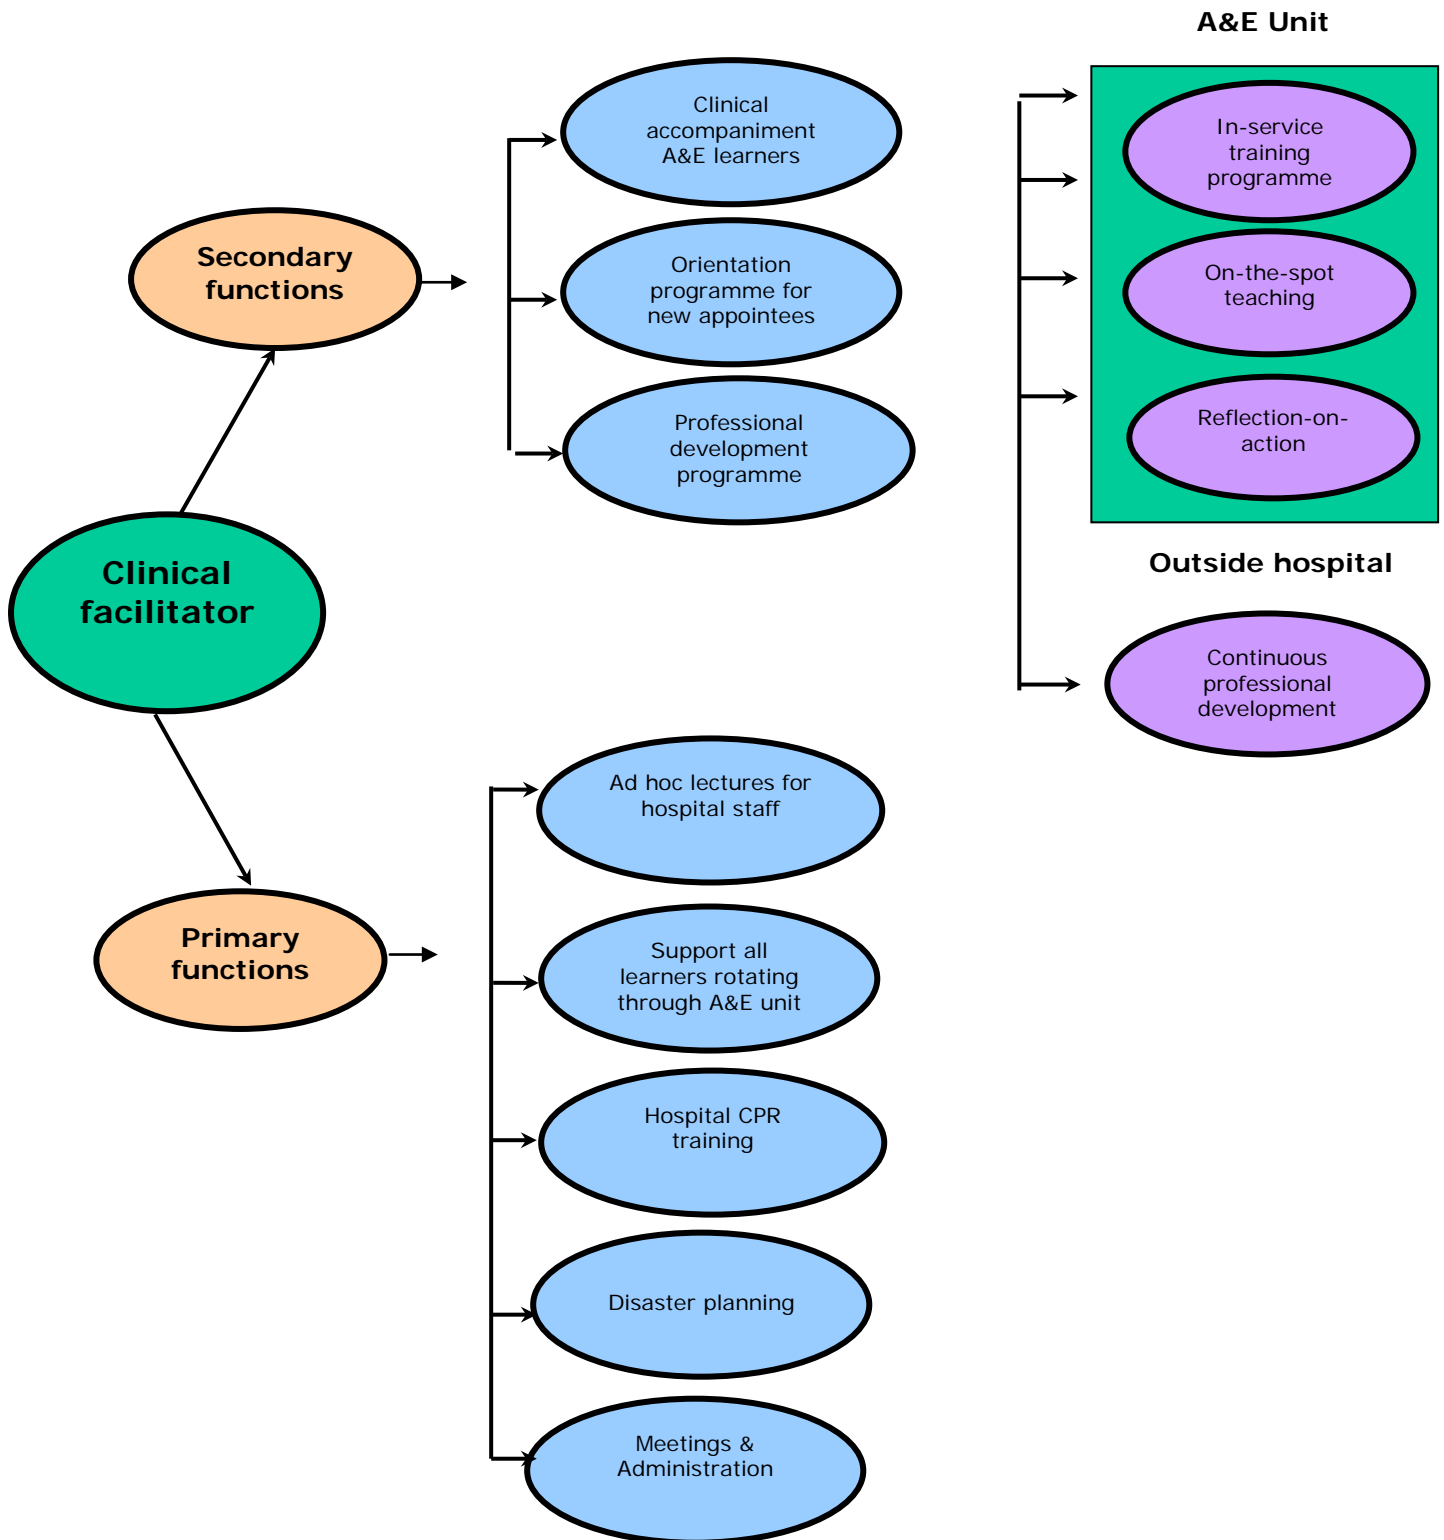 A&E Unit
Clinical
accompaniment
A&E learners
In-service
training
programme
Secondary
functions
Orientation
programme for
new appointees
On-the-spot
teaching
Professional
development
programme
Reflection-on-
action
Clinical
facilitator
Outside hospital
Continuous
professional
development
Ad hoc lectures for
hospital staff
Primary
functions
Support all
learners rotating
through A&E unit
Hospital CPR
training
Disaster planning
Meetings &
Administration